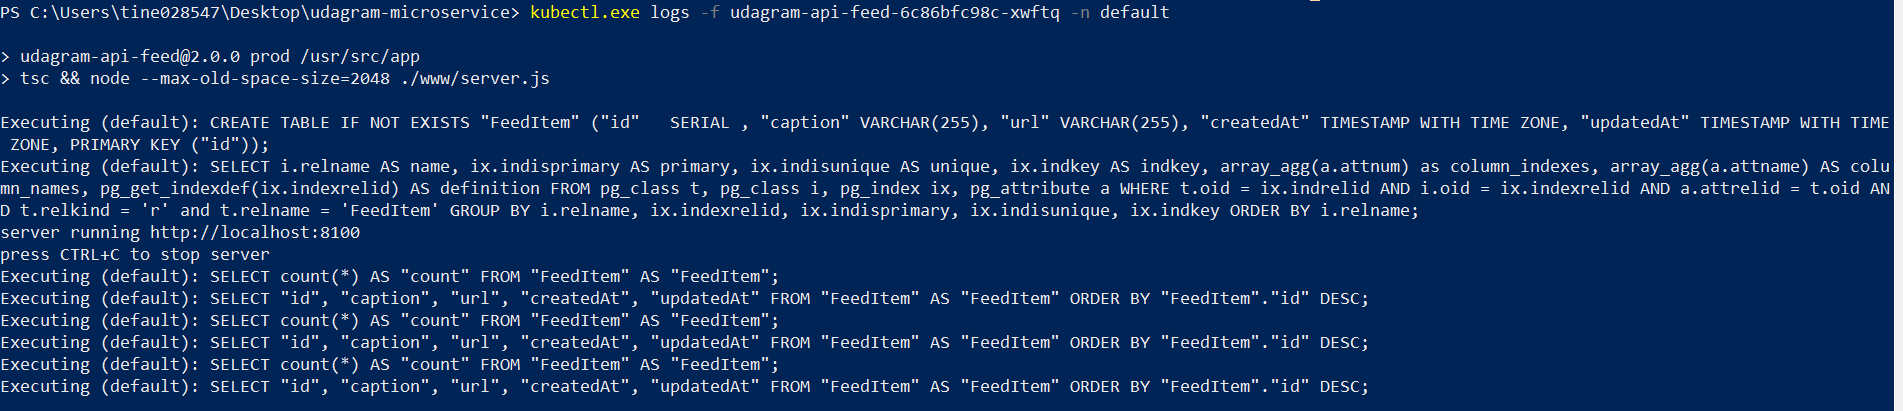 PS C:\Users\tine028547\Desktop\udagram-microservice> kubectl.exe logs -f udagram-api-feed-6c86bfc98c-xwftq -n default
> udagram-api-feed@2.0.0 prod /usr/src/app
> tsc && node --max-old-space-size=2048 ./www/server.js
Executing (default): CREATE TABLE IF NOT EXISTS "FeedItem" ("id"   SERIAL , "caption" VARCHAR(255), "url" VARCHAR(255), "createdAt" TIMESTAMP WITH TIME ZONE, "updatedAt" TIMESTAMP WITH TIME
 ZONE, PRIMARY KEY ("id"));
Executing (default): SELECT i.relname AS name, ix.indisprimary AS primary, ix.indisunique AS unique, ix.indkey AS indkey, array_agg(a.attnum) as column_indexes, array_agg(a.attname) AS colu
mn_names, pg_get_indexdef(ix.indexrelid) AS definition FROM pg_class t, pg_class i, pg_index ix, pg_attribute a WHERE t.oid = ix.indrelid AND i.oid = ix.indexrelid AND a.attrelid = t.oid AN
D t.relkind = 'r' and t.relname = 'FeedItem' GROUP BY i.relname, ix.indexrelid, ix.indisprimary, ix.indisunique, ix.indkey ORDER BY i.relname;
server running http://localhost:8100
press CTRL+C to stop server
Executing (default): SELECT count(*) AS "count" FROM "FeedItem" AS "FeedItem";
Executing (default): SELECT "id", "caption", "url", "createdAt", "updatedAt" FROM "FeedItem" AS "FeedItem" ORDER BY "FeedItem"."id" DESC;
Executing (default): SELECT count(*) AS "count" FROM "FeedItem" AS "FeedItem";
Executing (default): SELECT "id", "caption", "url", "createdAt", "updatedAt" FROM "FeedItem" AS "FeedItem" ORDER BY "FeedItem"."id" DESC;
Executing (default): SELECT count(*) AS "count" FROM "FeedItem" AS "FeedItem";
Executing (default): SELECT "id", "caption", "url", "createdAt", "updatedAt" FROM "FeedItem" AS "FeedItem" ORDER BY "FeedItem"."id" DESC;